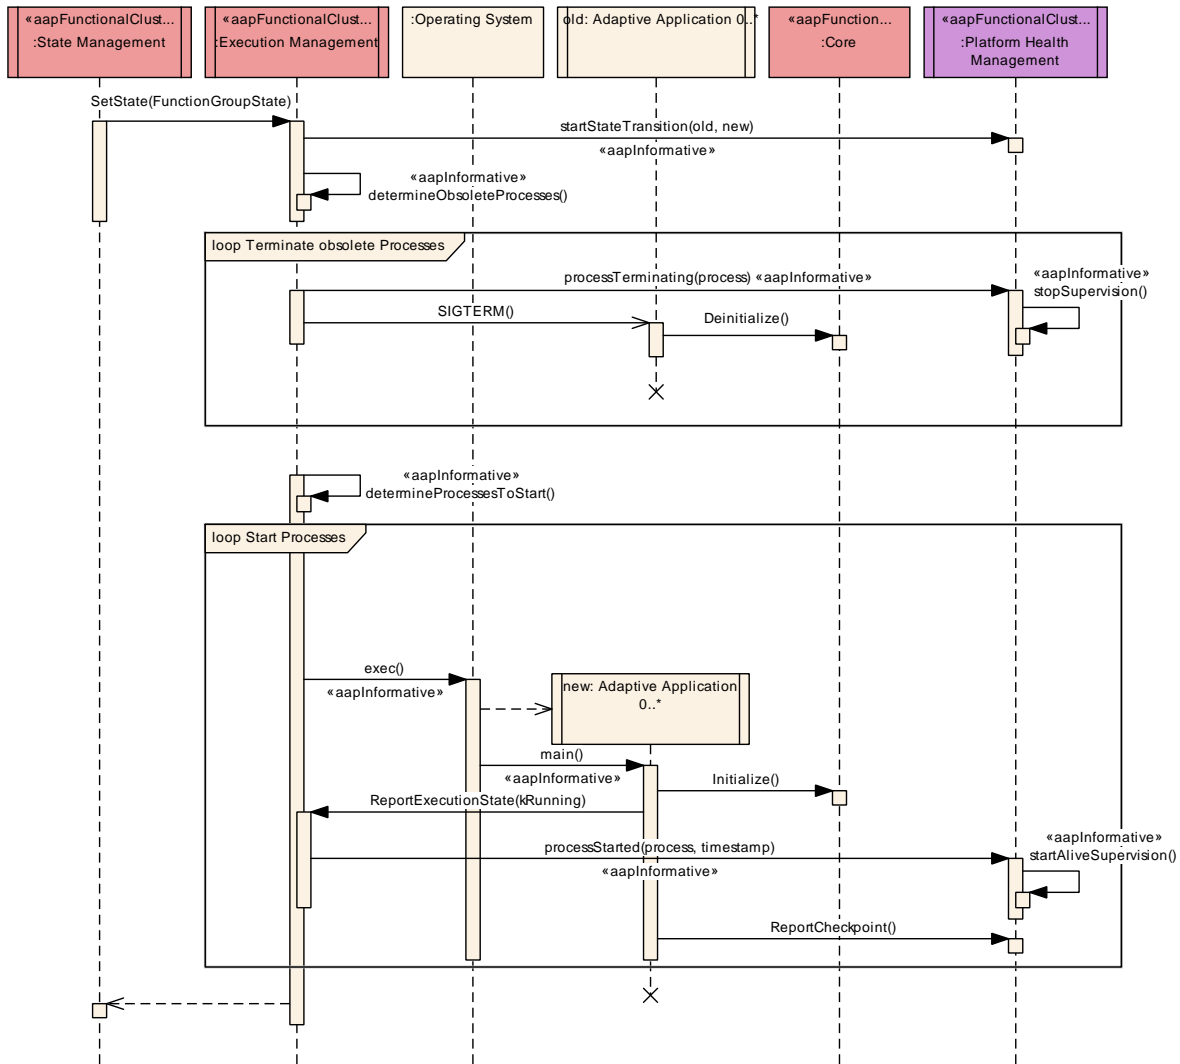 «aapFunctionalClust...
:State Management
«aapFunctionalClust...
:Execution Management
:Operating System
old: Adaptive Application 0..*
«aapFunction...
:Core
«aapFunctionalClust...
:Platform Health
Management
SetState(FunctionGroupState)
startStateTransition(old, new)
«aapInformative»
«aapInformative»
determineObsoleteProcesses()
loop Terminate obsolete Processes
processTerminating(process) «aapInformative»
«aapInformative»
stopSupervision()
SIGTERM()
Deinitialize()
«aapInformative»
determineProcessesToStart()
loop Start Processes
exec()
«aapInformative»
new: Adaptive Application
0..*
main()
«aapInformative»
Initialize()
ReportExecutionState(kRunning)
processStarted(process, timestamp)
«aapInformative»
«aapInformative»
startAliveSupervision()
ReportCheckpoint()